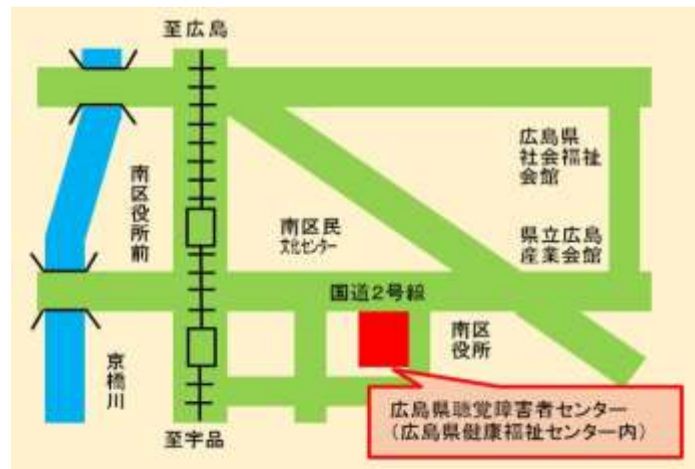 至広島
広島県
社会福祉
会館
南区役所前
南区民
文化センター
県立広島
産業会館
国道2号線
南区
役所
京橋川
広島県聴覚障害者センター
（広島県健康福祉センター内）
至宇品